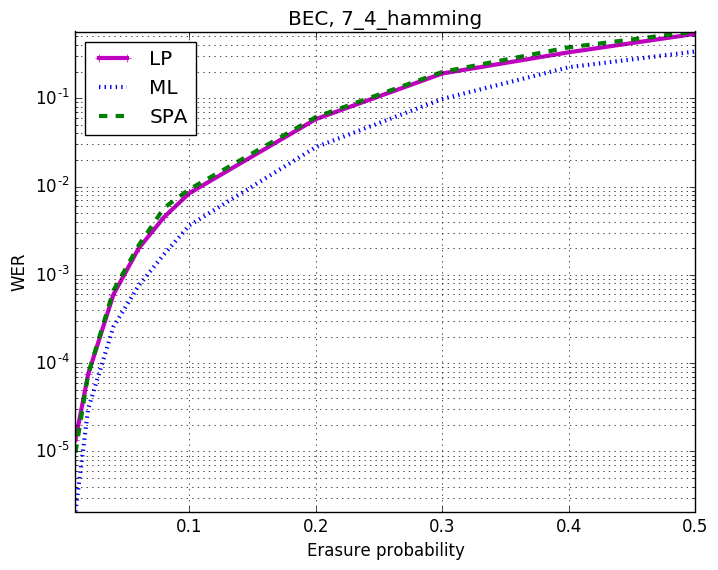 BEC, 7_4_hamming
LP
ML
SPA
10^-1
10^-2
10^-3
10^-4
10^-5
WER
0.1 0.2 0.3 0.4 0.5
Erasure probability